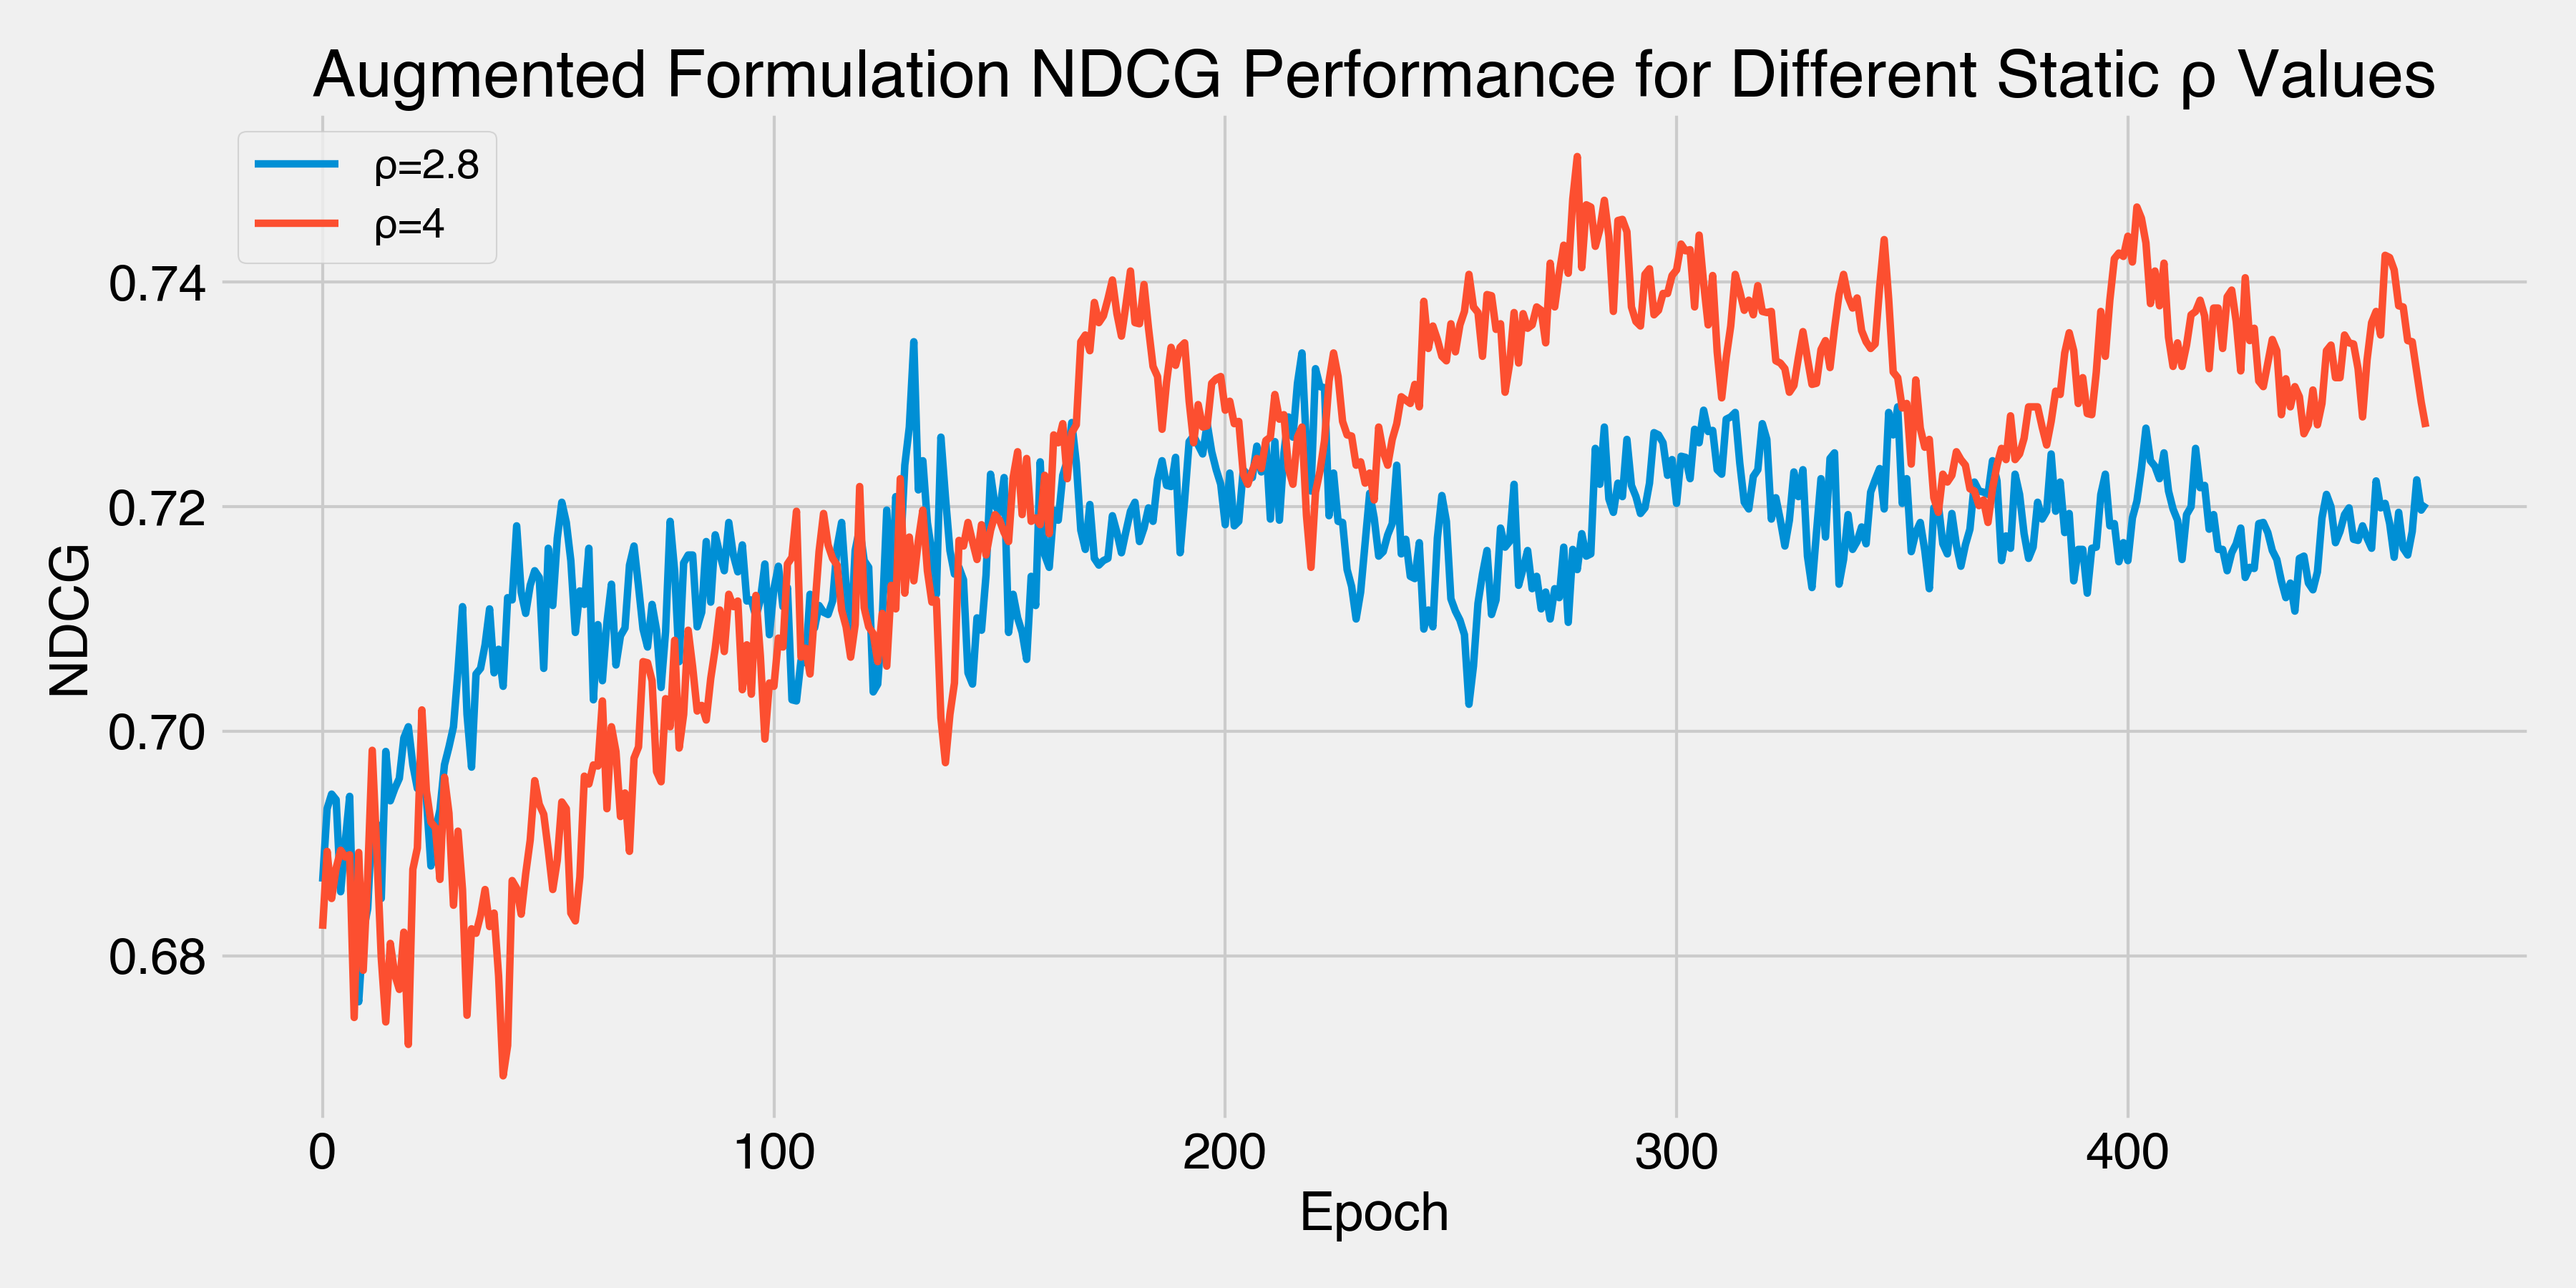 Augmented Formulation NDCG Performance for Different Static ρ Values
ρ=2.8
ρ=4
0.74
0.72
0.70
0.68
NDCG
0
100
200
300
400
Epoch